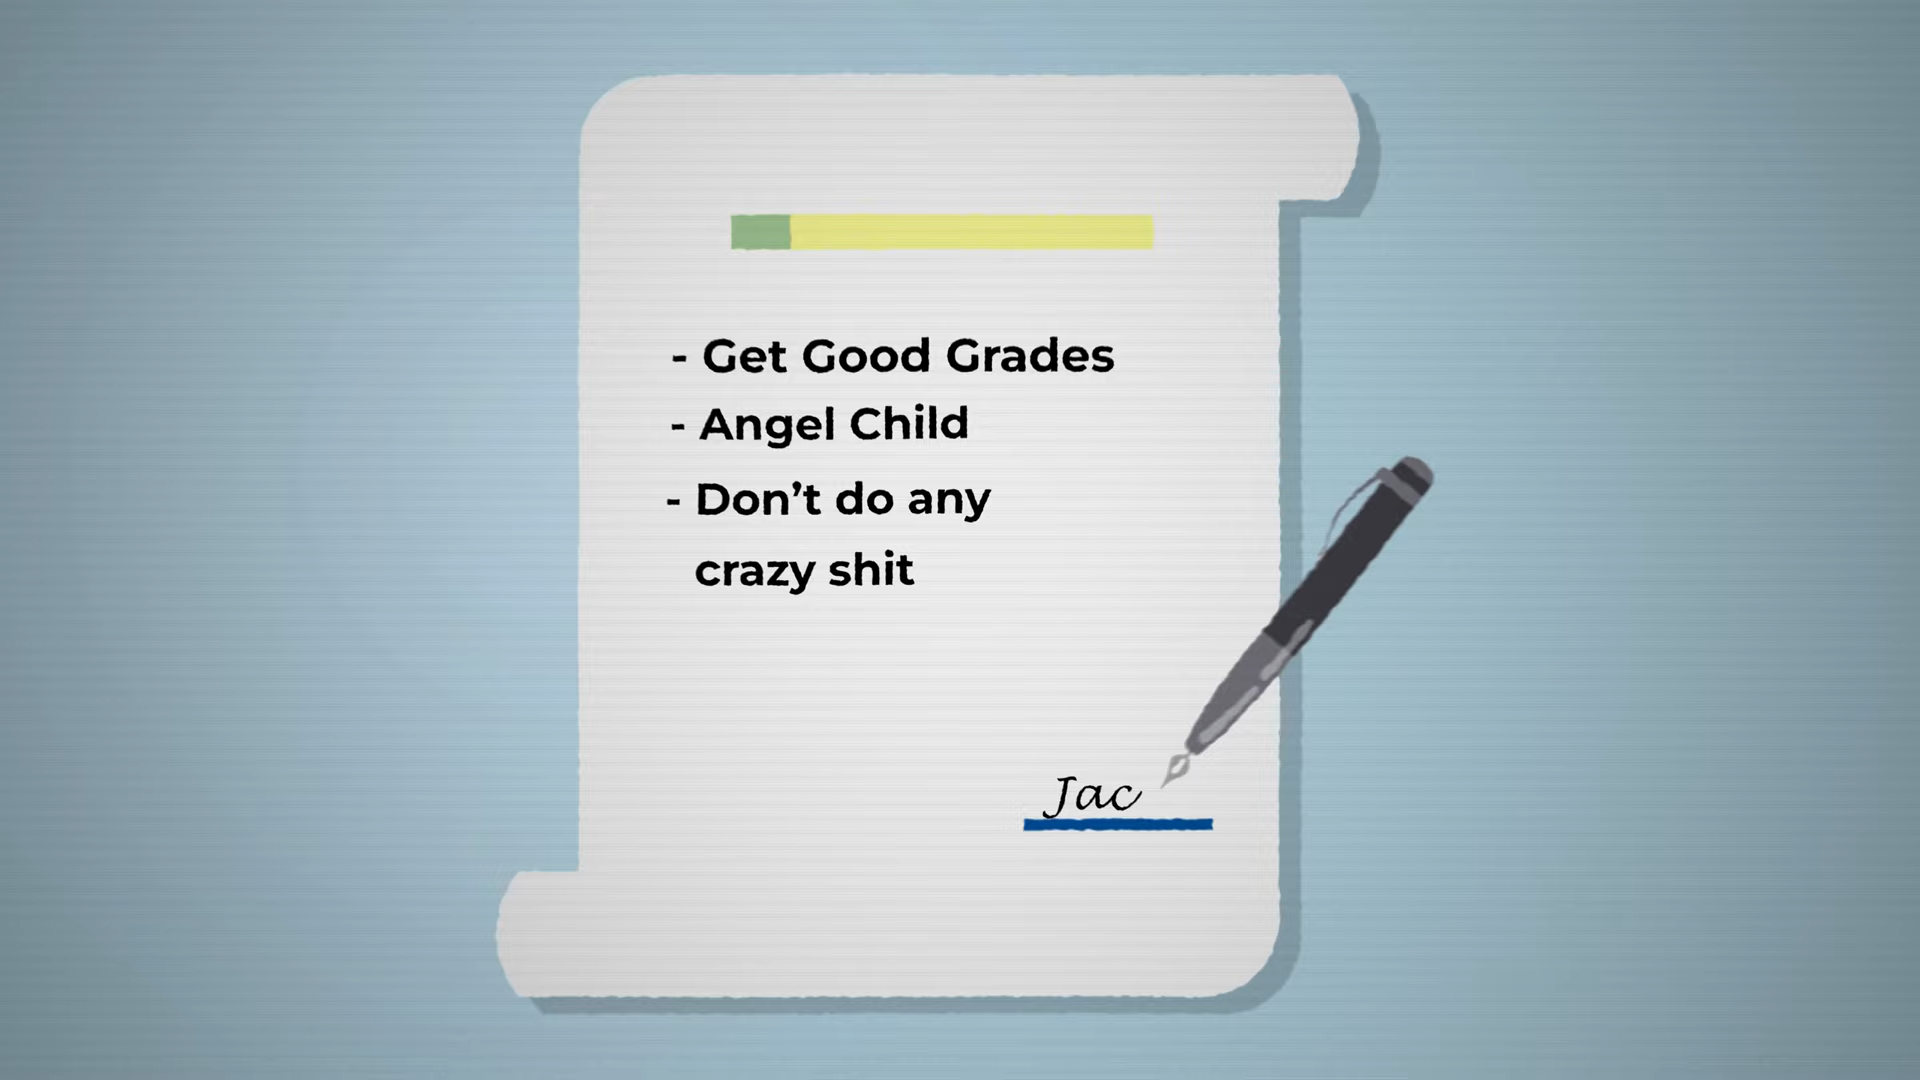 - Get Good Grades
- Angel Child
- Don’t do any
crazy shit
Jac